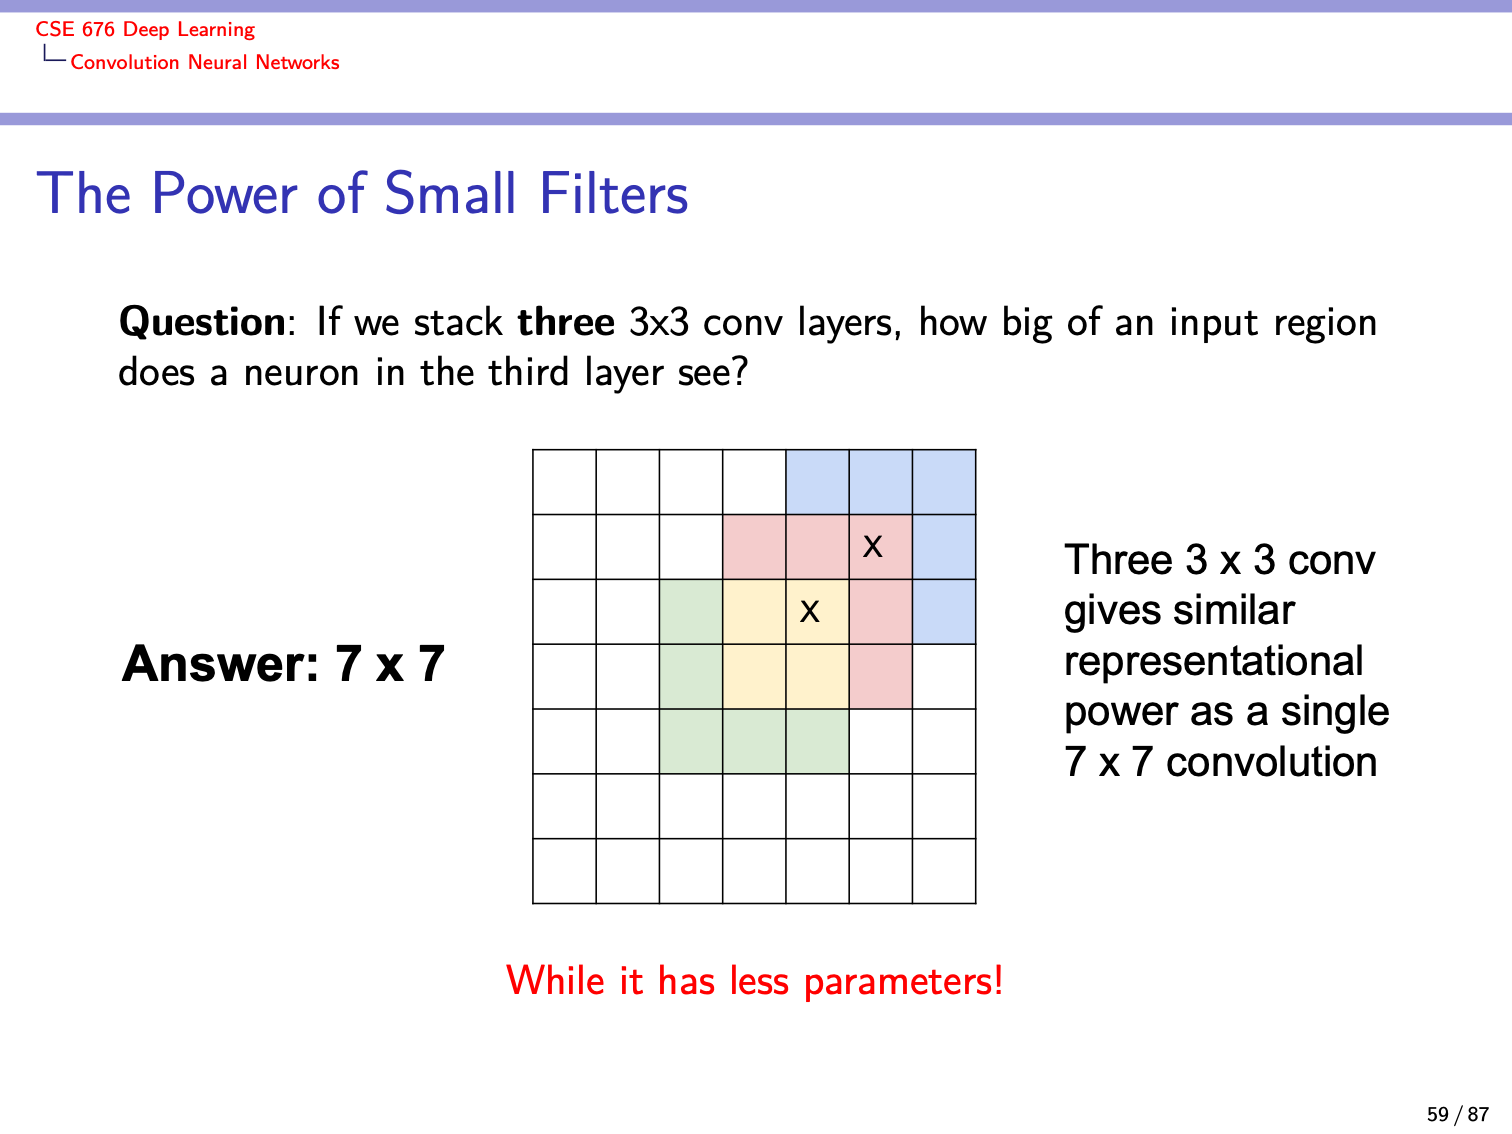 CSE 676 Deep Learning
Convolution Neural Networks
The Power of Small Filters
Question: If we stack three 3x3 conv layers, how big of an input region
does a neuron in the third layer see?
X
X
Answer: 7 x 7
Three 3 x 3 conv
gives similar
representational
power as a single
7 x 7 convolution
While it has less parameters!
59 / 87